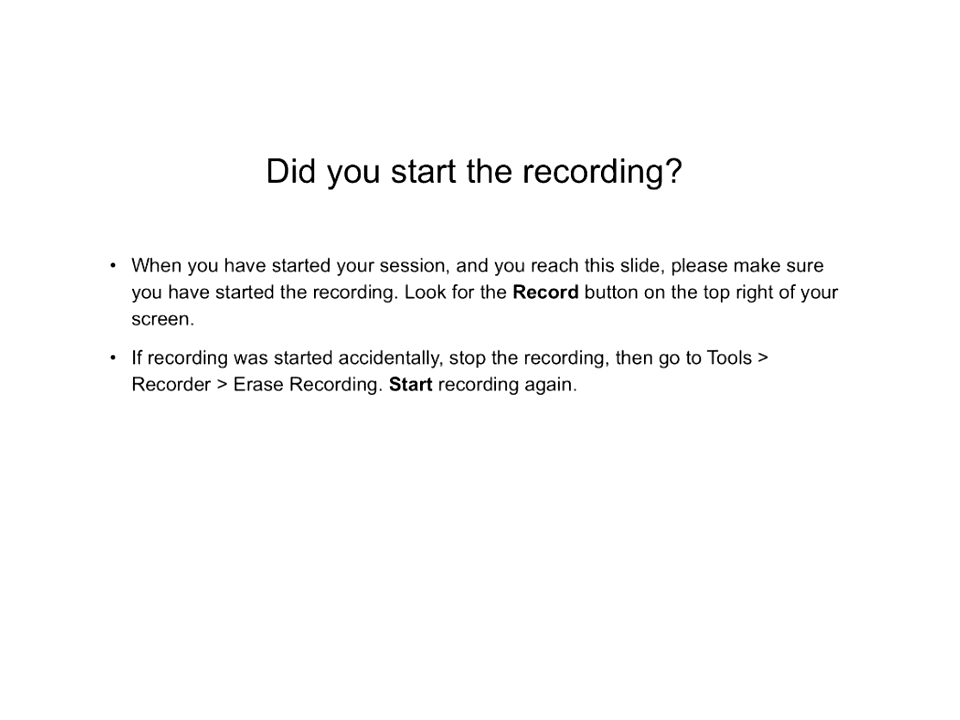 Did you start the recording?
• When you have started your session, and you reach this slide, please make sure
you have started the recording. Look for the Record button on the top right of your
screen.
• If recording was started accidentally, stop the recording, then go to Tools >
Recorder > Erase Recording. Start recording again.